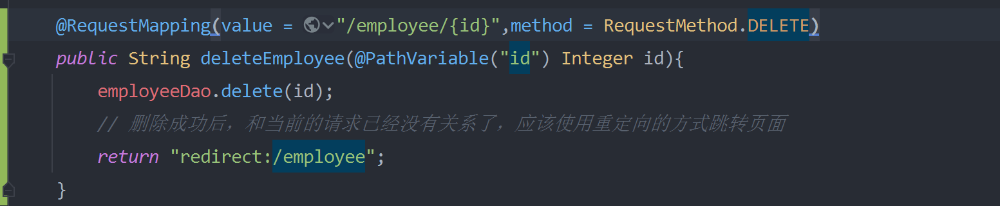 @RequestMapping(value = "/employee/{id}",method = RequestMethod.DELETE)
public String deleteEmployee(@PathVariable("id") Integer id){
employeeDao.delete(id);
// 删除成功后，和当前的请求已经没有关系了，应该使用重定向的方式跳转页面
return "redirect:/employee";
}